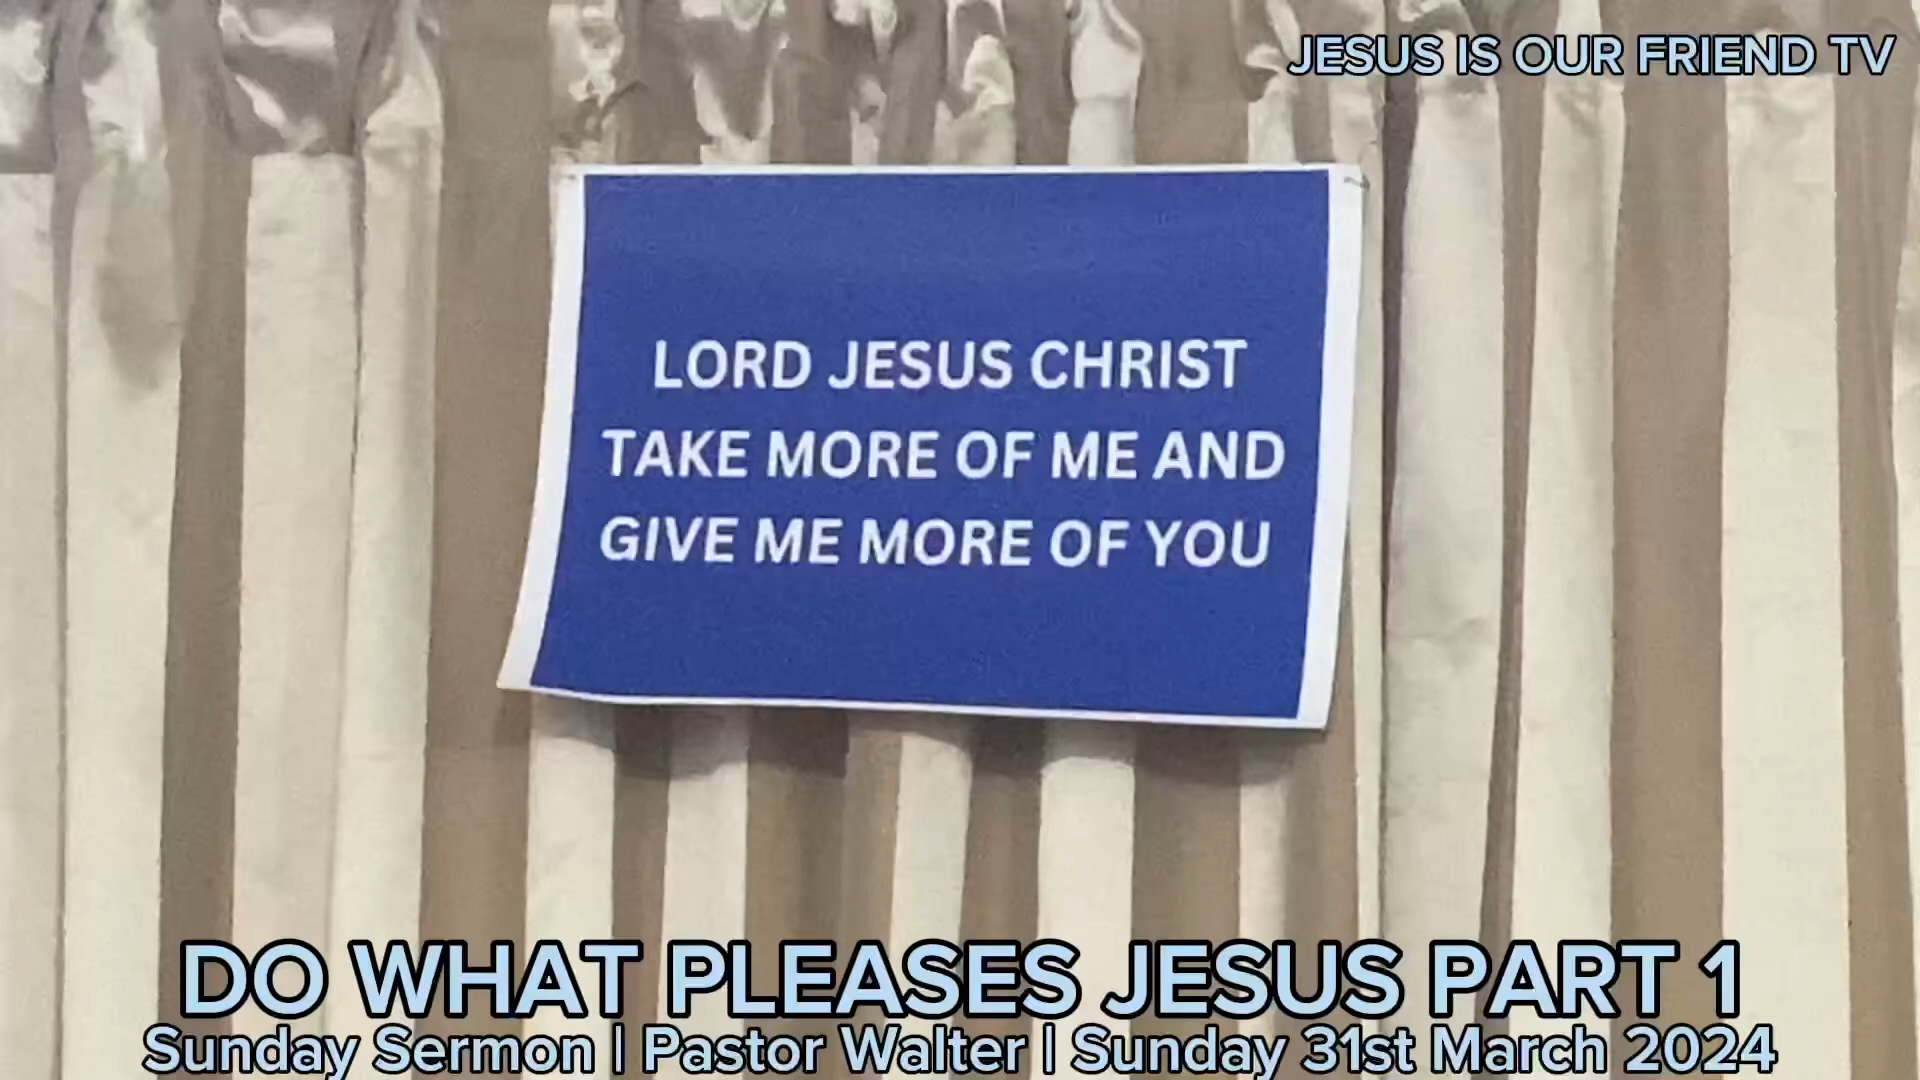 JESUS IS OUR FRIEND TV
LORD JESUS CHRIST
TAKE MORE OF ME AND
GIVE ME MORE OF YOU
DO WHAT PLEASES JESUS PART 1
Sunday Sermon | Pastor Walter | Sunday 31st March 2024